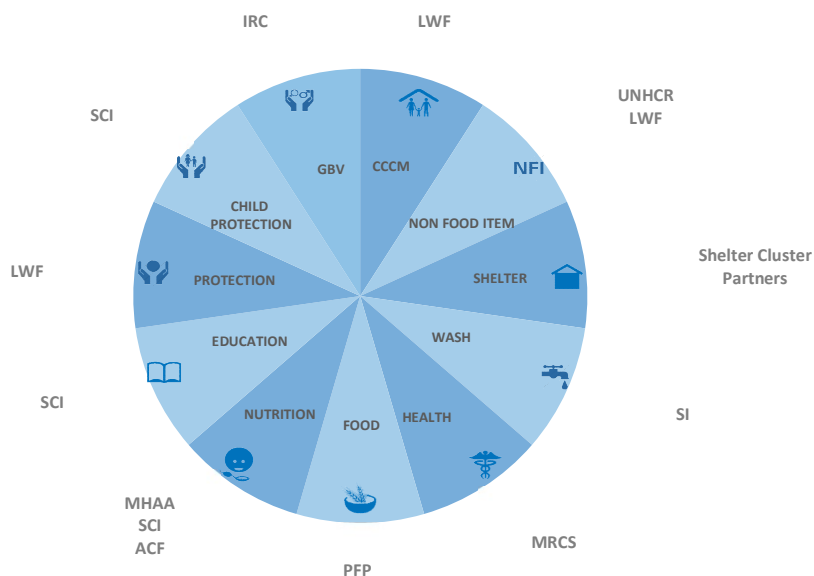 IRC
LWF
SCI
UNHCR
LWF
NFI
GBV
CCCM
CHILD
PROTECTION
NON FOOD ITEM
LWF
PROTECTION
SHELTER
Shelter Cluster
Partners
EDUCATION
WASH
SCI
NUTRITION
FOOD
HEALTH
SI
MHAA
SCI
ACF
PFP
MRCS